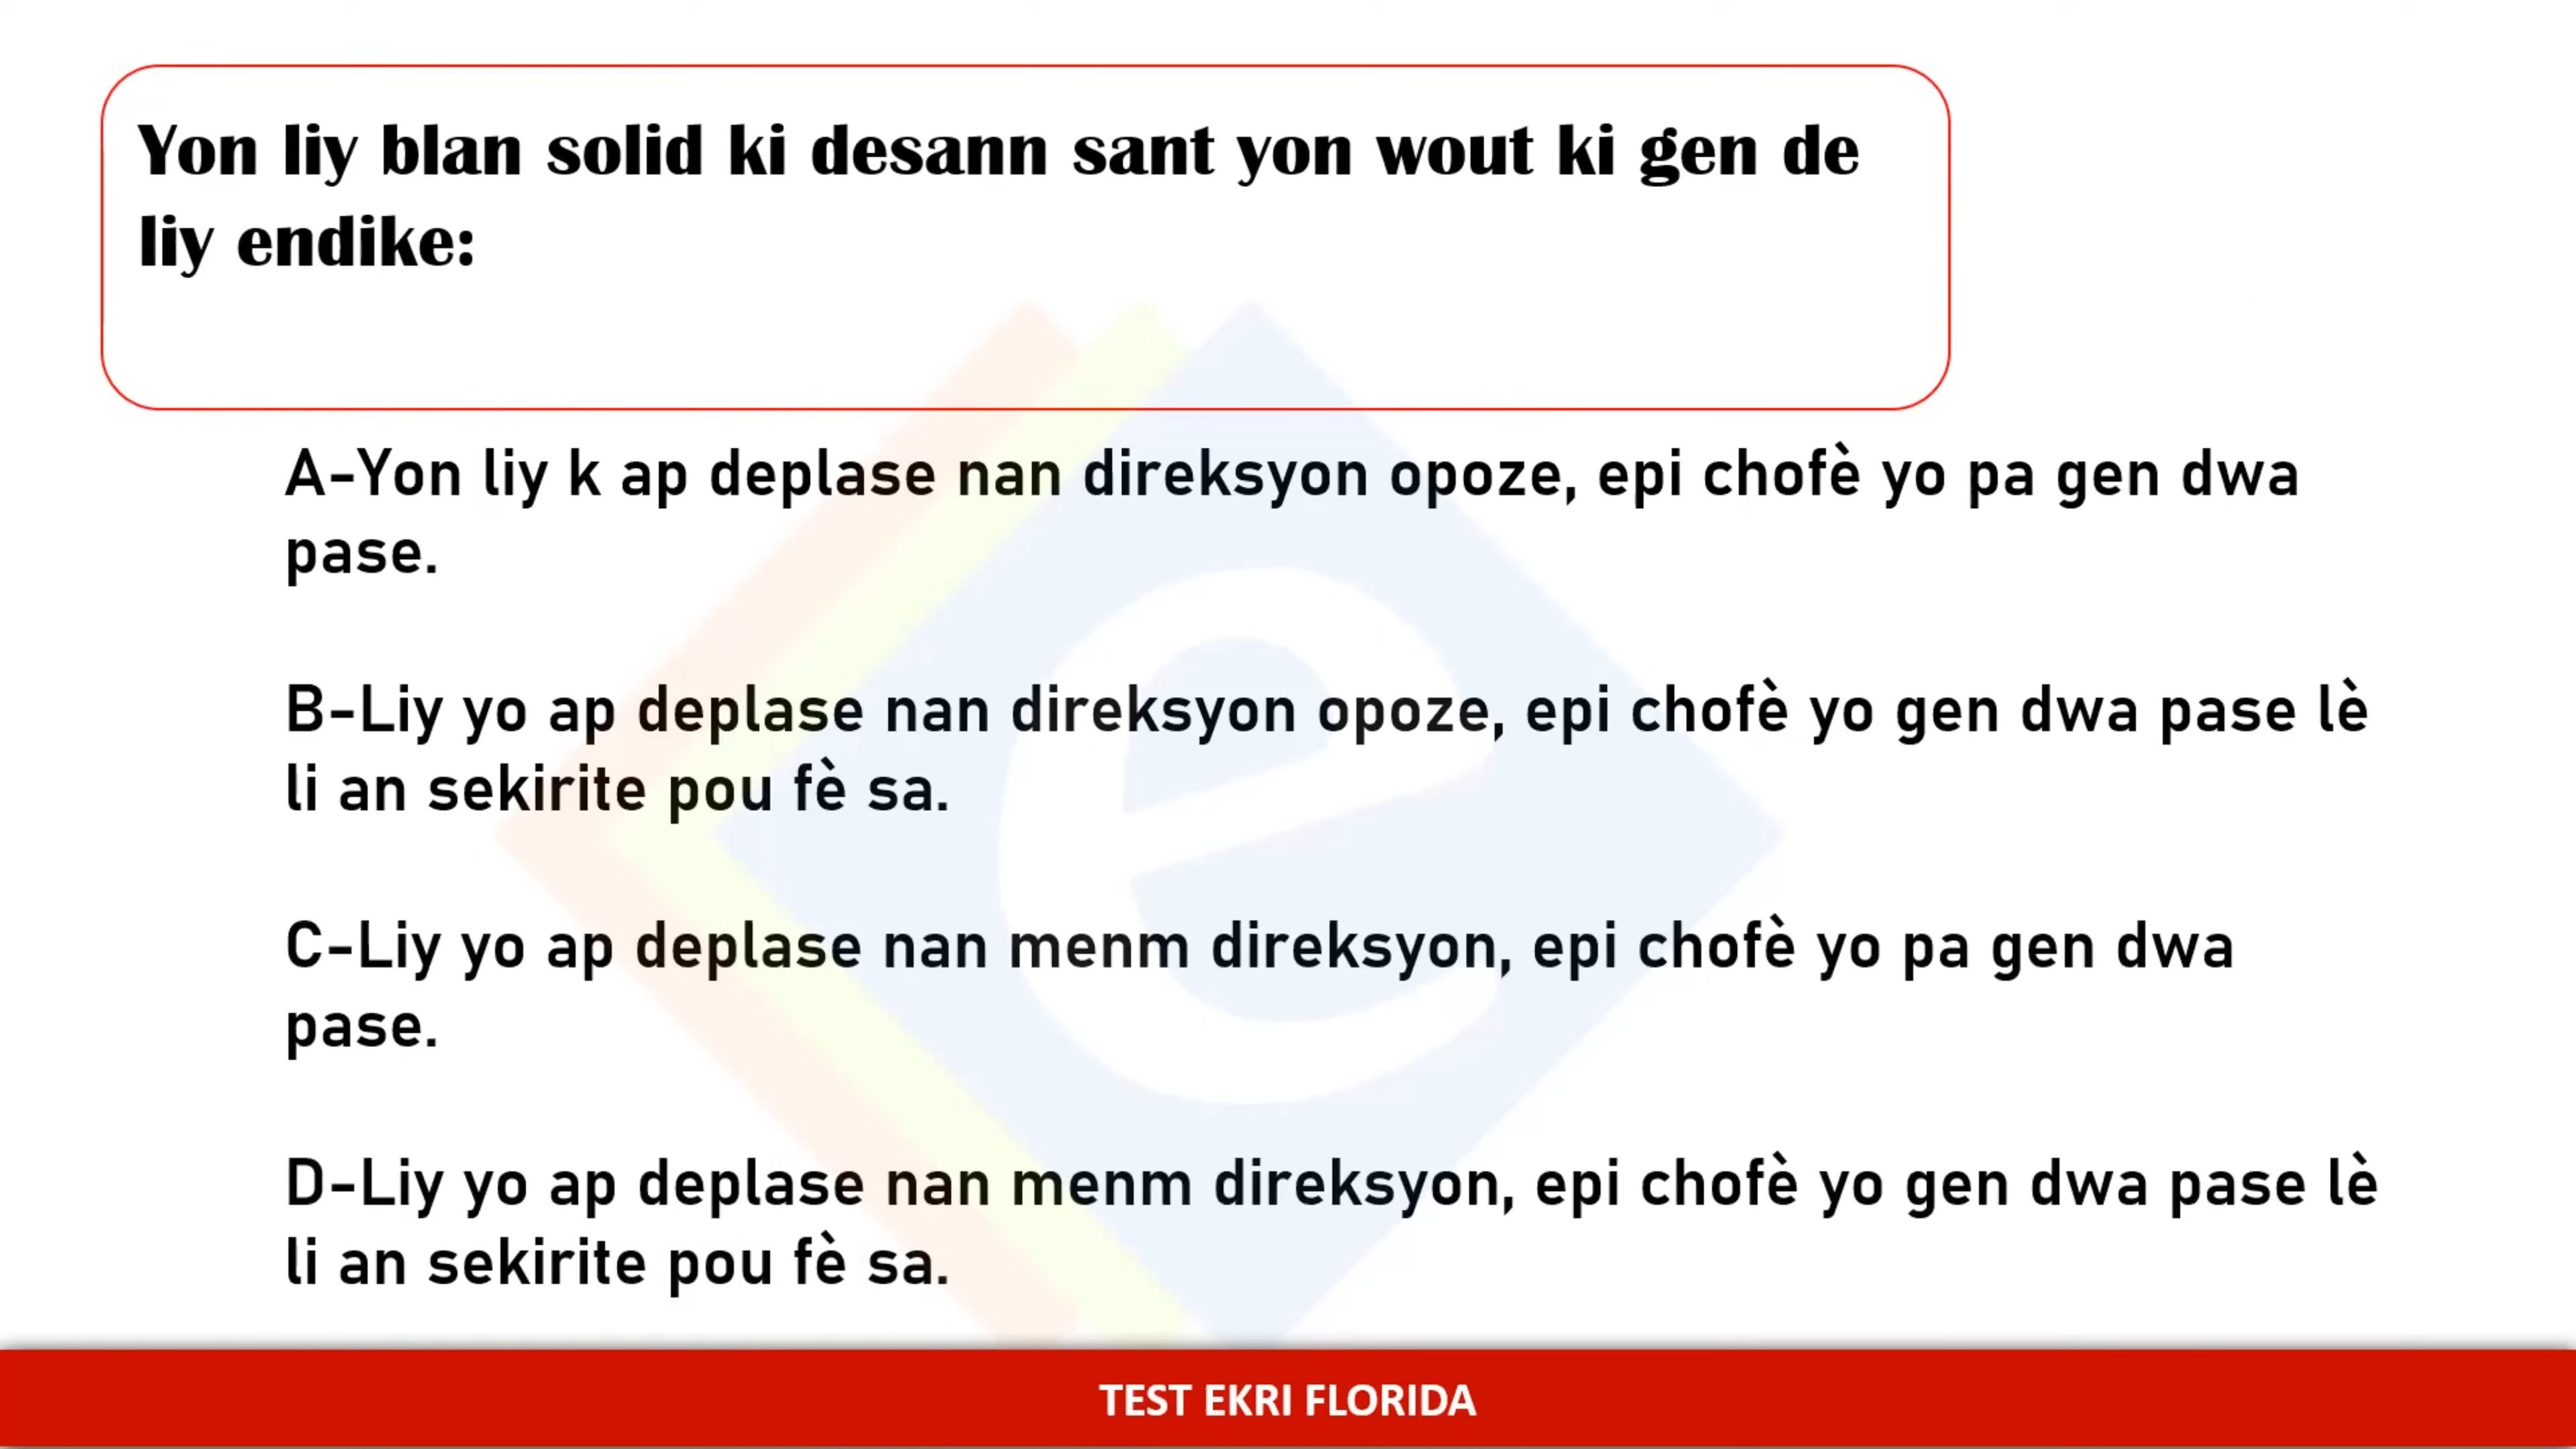 Yon liy blan solid ki desann sant yon wout ki gen de
liy endike:
A-Yon liy k ap deplase nan direksyon opoze, epi chofè yo pa gen dwa
pase.
B-Liy yo ap deplase nan direksyon opoze, epi chofè yo gen dwa pase lè
li an sekirite pou fè sa.
C-Liy yo ap deplase nan menm direksyon, epi chofè yo pa gen dwa
pase.
D-Liy yo ap deplase nan menm direksyon, epi chofè yo gen dwa pase lè
li an sekirite pou fè sa.
TEST EKRI FLORIDA